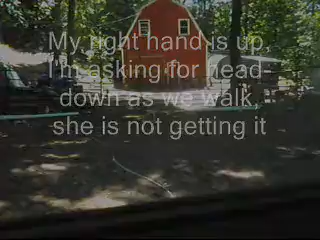 My right hand is up,
I'm asking for head
down as we walk,
she is not getting it